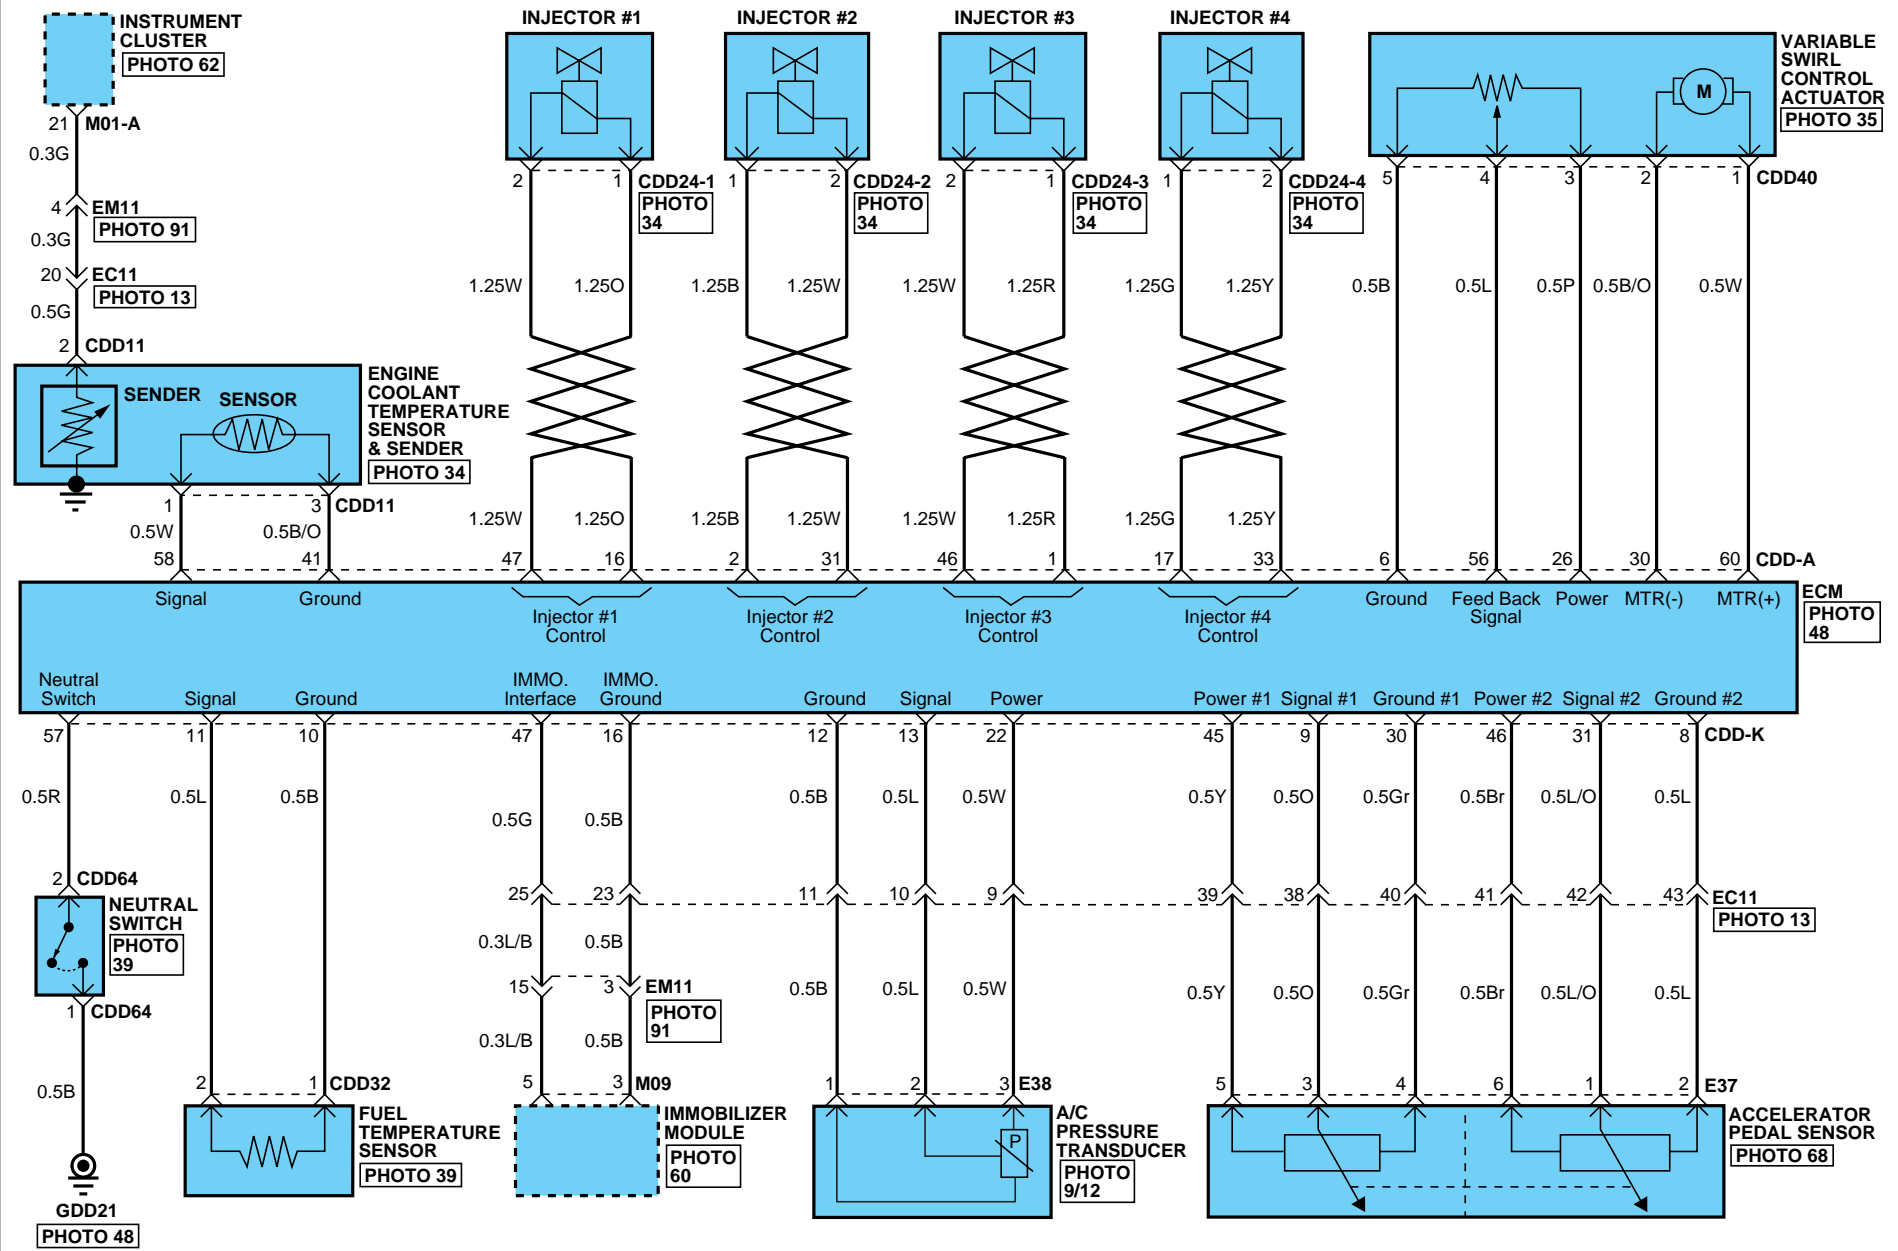 INSTRUMENT
CLUSTER
PHOTO 62
INJECTOR #1
INJECTOR #2
INJECTOR #3
INJECTOR #4
VARIABLE
SWIRL
CONTROL
ACTUATOR
PHOTO 35
M
21 M01-A
0.3G
4 EM11
PHOTO 91
0.3G
20 EC11
PHOTO 13
0.5G
2 CDD11
2 1 CDD24-1
PHOTO
34
1 2 CDD24-2
PHOTO
34
2 1 CDD24-3
PHOTO
34
1 2 CDD24-4
PHOTO
34
5 4 3 2 1 CDD40
1.25W 1.25O 1.25B 1.25W 1.25W 1.25R 1.25G 1.25Y 0.5B 0.5L 0.5P 0.5B/O 0.5W
SENDER
SENSOR
ENGINE
COOLANT
TEMPERATURE
SENSOR
& SENDER
PHOTO 34
1 3 CDD11
0.5W 0.5B/O 1.25W 1.25O 1.25B 1.25W 1.25W 1.25R 1.25G 1.25Y
58 41 47 16 2 31 46 1 17 33 6 56 26 30 60 CDD-A
Signal
Ground
Injector #1
Control
Injector #2
Control
Injector #3
Control
Injector #4
Control
Ground
Feed Back
Signal
Power
MTR(-)
MTR(+)
ECM
PHOTO
48
Neutral
Switch
Signal
Ground
IMMO.
Interface
IMMO.
Ground
Ground
Signal
Power
Power #1
Signal #1
Ground #1
Power #2
Signal #2
Ground #2
57 11 10 47 16 12 13 22 45 9 30 46 31 8 CDD-K
0.5R 0.5L 0.5B 0.5G 0.5B 0.5B 0.5L 0.5W 0.5Y 0.5O 0.5Gr 0.5Br 0.5L/O 0.5L
2 CDD64
NEUTRAL
SWITCH
PHOTO
39
1 CDD64
0.5B
GDD21
PHOTO 48
25 23 11 10 9 39 38 40 41 42 43 EC11
PHOTO 13
0.3L/B 0.5B
15 3 EM11
PHOTO
91
0.3L/B 0.5B
0.5B 0.5L 0.5W 0.5Y 0.5O 0.5Gr 0.5Br 0.5L/O 0.5L
2 1 CDD32
FUEL
TEMPERATURE
SENSOR
PHOTO 39
5 3 M09
IMMOBILIZER
MODULE
PHOTO
60
1 2 3 E38
P
A/C
PRESSURE
TRANSDUCER
PHOTO
9/12
5 3 4 6 1 2 E37
ACCELERATOR
PEDAL SENSOR
PHOTO 68